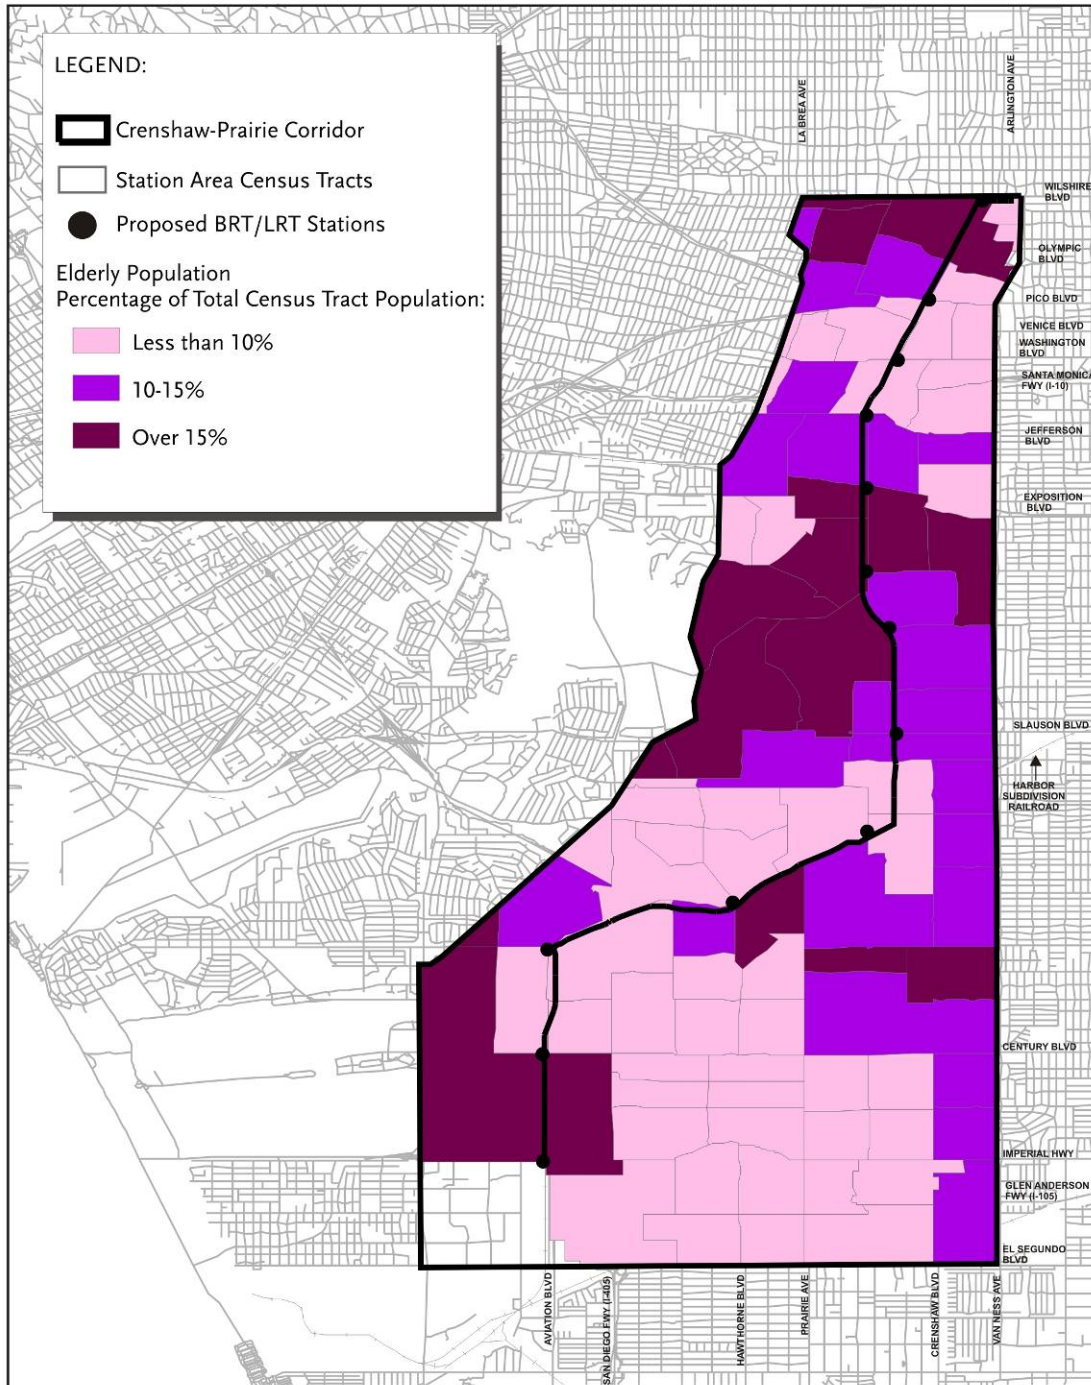 LEGEND:
Crenshaw-Prairie Corridor
Station Area Census Tracts
Proposed BRT/LRT Stations
Elderly Population
Percentage of Total Census Tract Population:
Less than 10%
10-15%
Over 15%
LA BREA AVE
ARLINGTON AVE
WILSHIRE
BLVD
OLYMPIC
BLVD
PICO BLVD
VENICE BLVD
WASHINGTON
BLVD
SANTA MONICA
FWY (I-10)
JEFFERSON
BLVD
EXPOSITION
BLVD
SLAUSON BLVD
HARBOR
SUBDIVISION
RAILROAD
CENTURY BLVD
IMPERIAL HWY
GLEN ANDERSON
FWY (I-105)
EL SEGUNDO
BLVD
AVIATION BLVD
SAN DIEGO FWY (I-405)
HAWTHORNE BLVD
PRAIRIE AVE
CRENSHAW BLVD
VAN NESS AVE